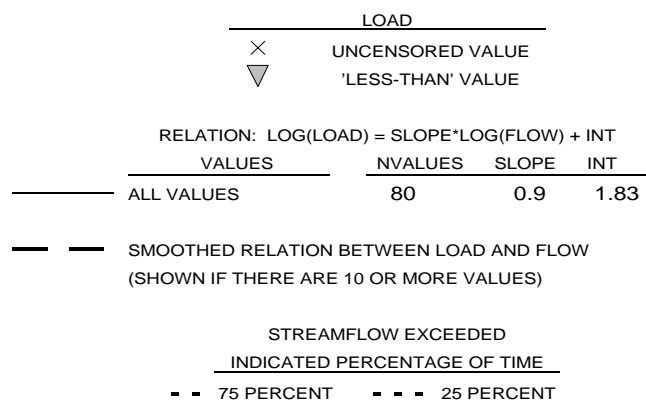 LOAD
UNCENSORED VALUE
'LESS-THAN' VALUE
RELATION: LOG(LOAD) = SLOPE*LOG(FLOW) + INT
VALUES NVALUES SLOPE INT
ALL VALUES 80 0.9 1.83
SMOOTHED RELATION BETWEEN LOAD AND FLOW
(SHOWN IF THERE ARE 10 OR MORE VALUES)
STREAMFLOW EXCEEDED
INDICATED PERCENTAGE OF TIME
75 PERCENT 25 PERCENT